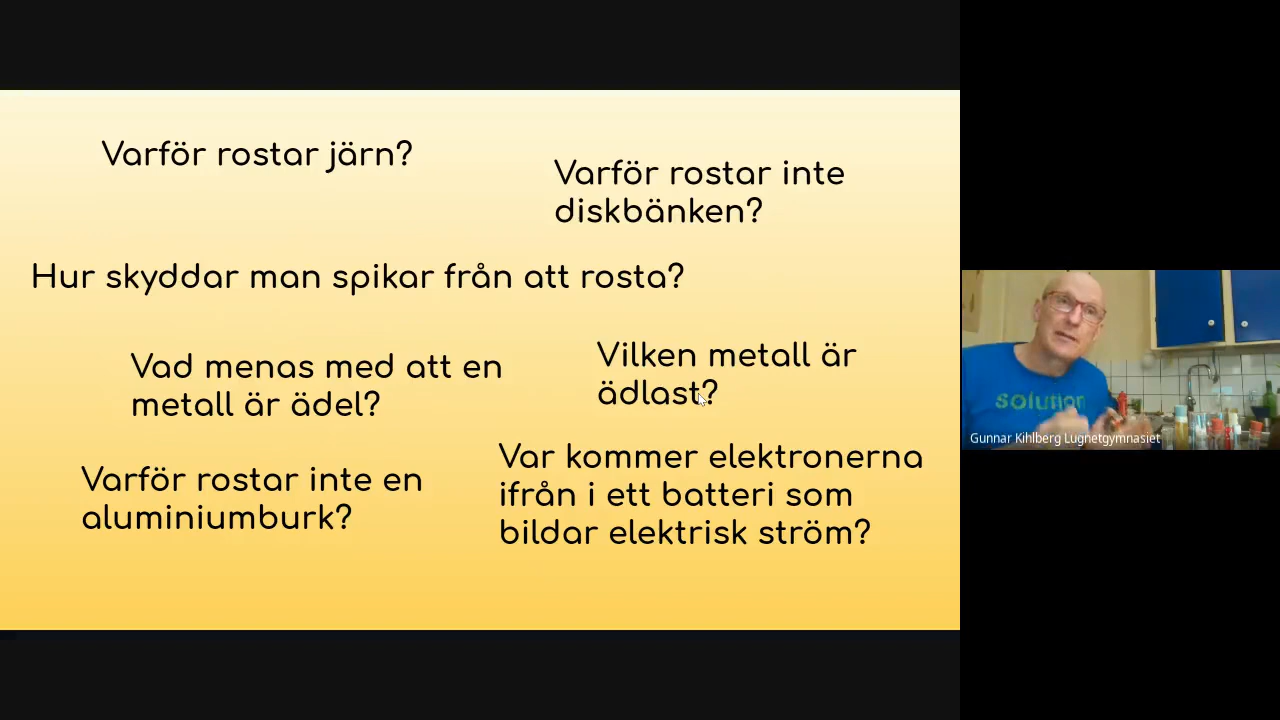 Varför rostar järn?
Varför rostar inte
diskbänken?
Hur skyddar man spikar från att rosta?
Vad menas med att en
metall är ädel?
Vilken metall är
ädlast?
Varför rostar inte en
aluminiumburk?
Var kommer elektronerna
ifrån i ett batteri som
bildar elektrisk ström?
solution
Gunnar Kihlberg Lugnetgymnasiet